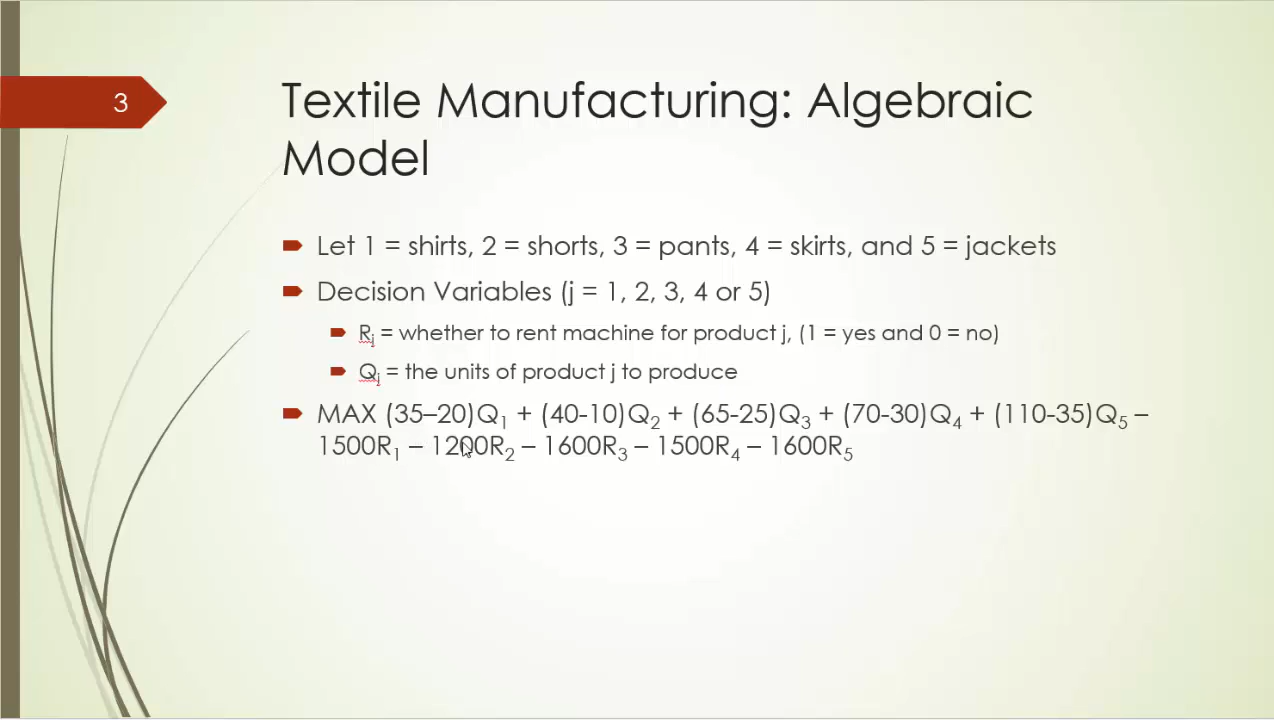 3
Textile Manufacturing: Algebraic
Model
Let 1 = shirts, 2 = shorts, 3 = pants, 4 = skirts, and 5 = jackets
Decision Variables (j = 1, 2, 3, 4 or 5)
Rj = whether to rent machine for product j, (1 = yes and 0 = no)
Qj = the units of product j to produce
MAX (35–20)Q₁ + (40-10)Q₂ + (65-25)Q₃ + (70-30)Q₄ + (110-35)Q₅ –
1500R₁ – 1200R₂ – 1600R₃ – 1500R₄ – 1600R₅